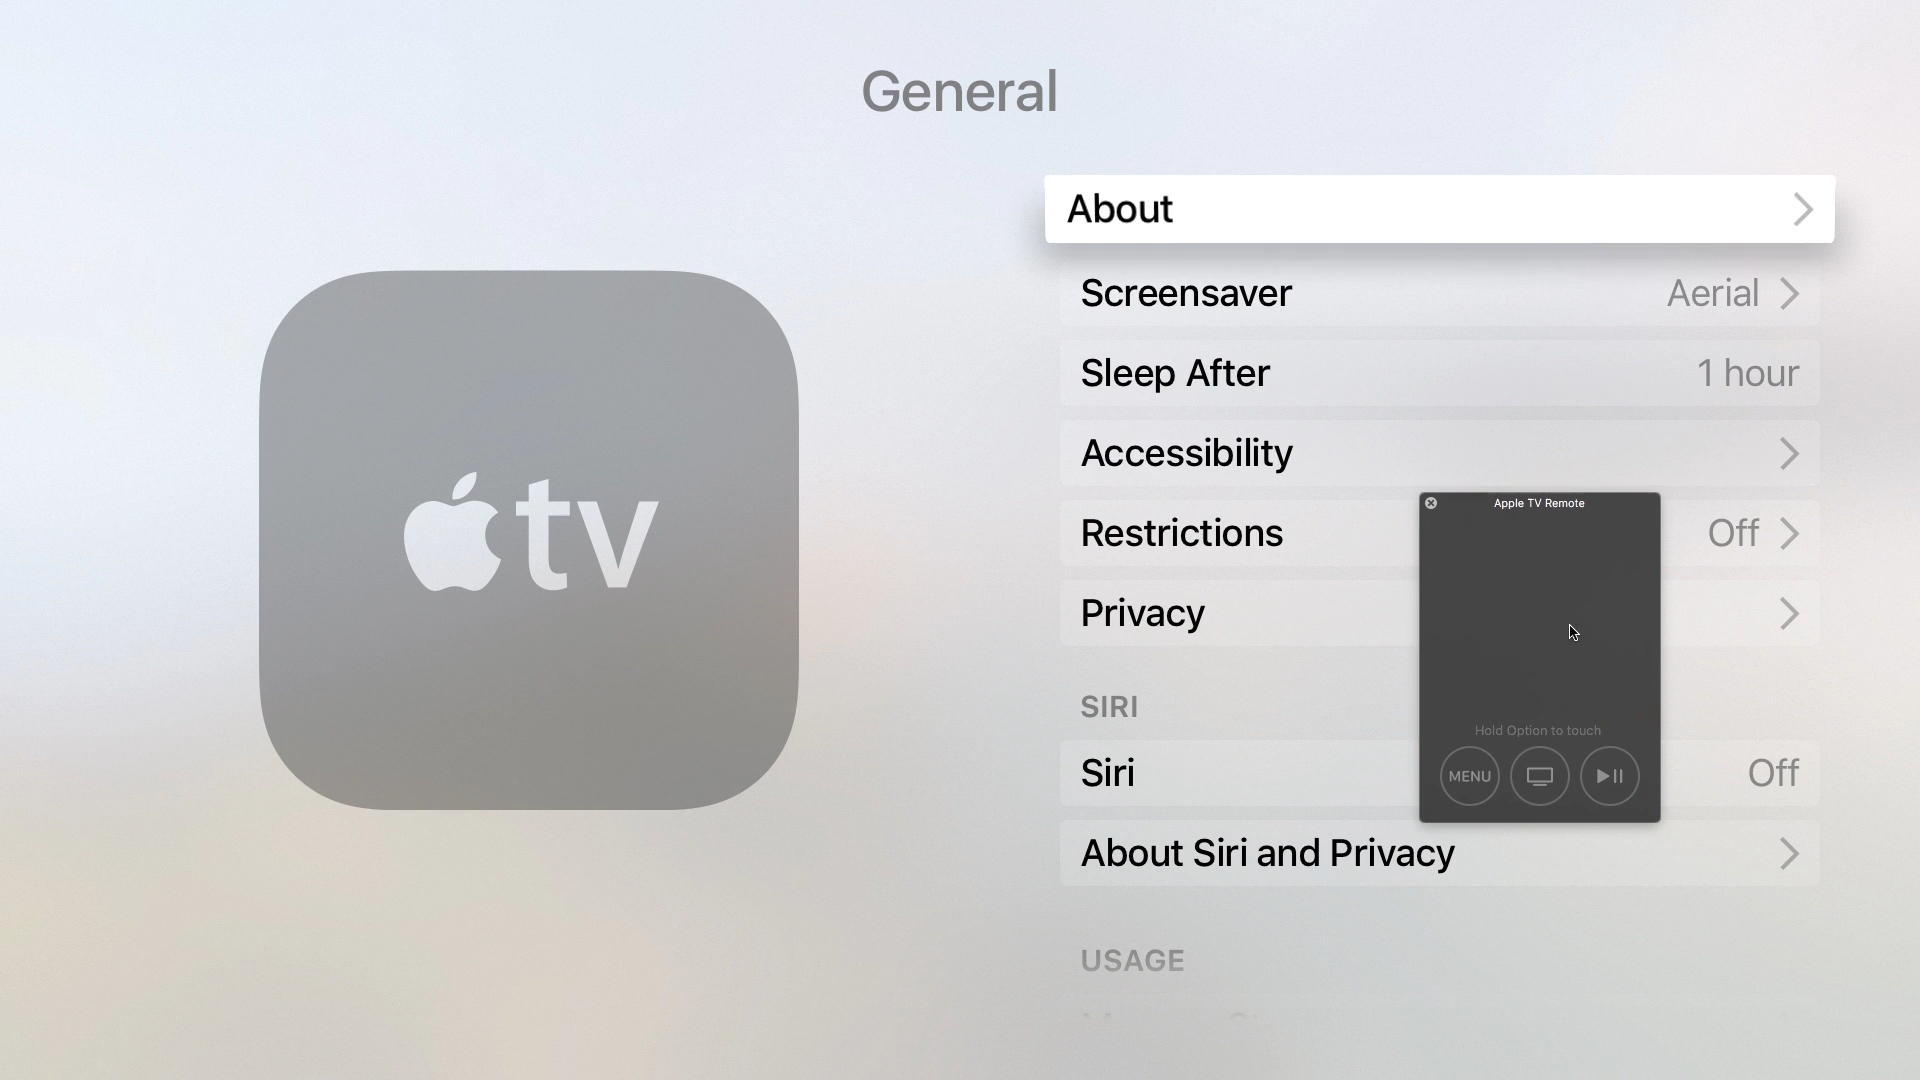 General
About
Screensaver Aerial
Sleep After 1 hour
Accessibility
Restrictions Off
Privacy
SIRI
Siri Off
About Siri and Privacy
USAGE
tv
Apple TV Remote
Hold Option to touch
MENU